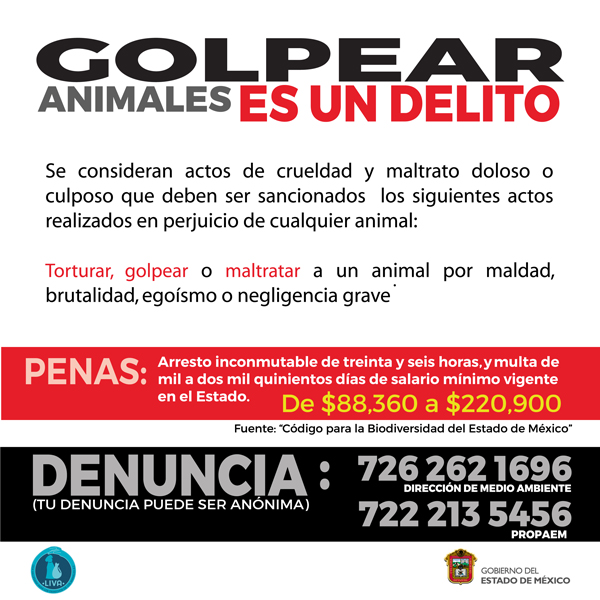 GOLPEAR
ANIMALES ES UN DELITO
Se consideran actos de crueldad y maltrato doloso o
culposo que deben ser sancionados los siguientes actos
realizados en perjuicio de cualquier animal:
Torturar, golpear o maltratar a un animal por maldad,
brutalidad, egoísmo o negligencia grave
PENAS:
Arresto inconmutable de treinta y seis horas, y multa de
mil a dos mil quinientos días de salario mínimo vigente
en el Estado.
De $88,360 a $220,900
Fuente: “Código para la Biodiversidad del Estado de México”
DENUNCIA:
(TU DENUNCIA PUEDE SER ANÓNIMA)
726 262 1696
DIRECCIÓN DE MEDIO AMBIENTE
722 213 5456
PROPAEM
LIVA
GOBIERNO DEL
ESTADO DE MÉXICO